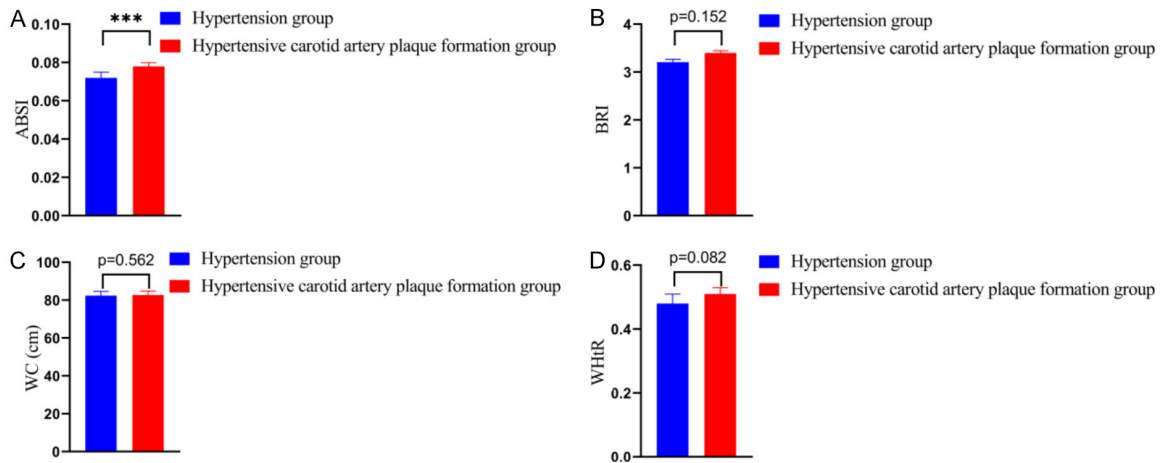 A
***
Hypertension group
Hypertensive carotid artery plaque formation group
ABSI
0.10
0.08
0.06
0.04
0.02
0.00
B
p=0.152
Hypertension group
Hypertensive carotid artery plaque formation group
BRI
4
3
2
1
0
C
p=0.562
Hypertension group
Hypertensive carotid artery plaque formation group
WC (cm)
100
80
60
40
20
0
D
p=0.082
Hypertension group
Hypertensive carotid artery plaque formation group
WHtR
0.6
0.4
0.2
0.0